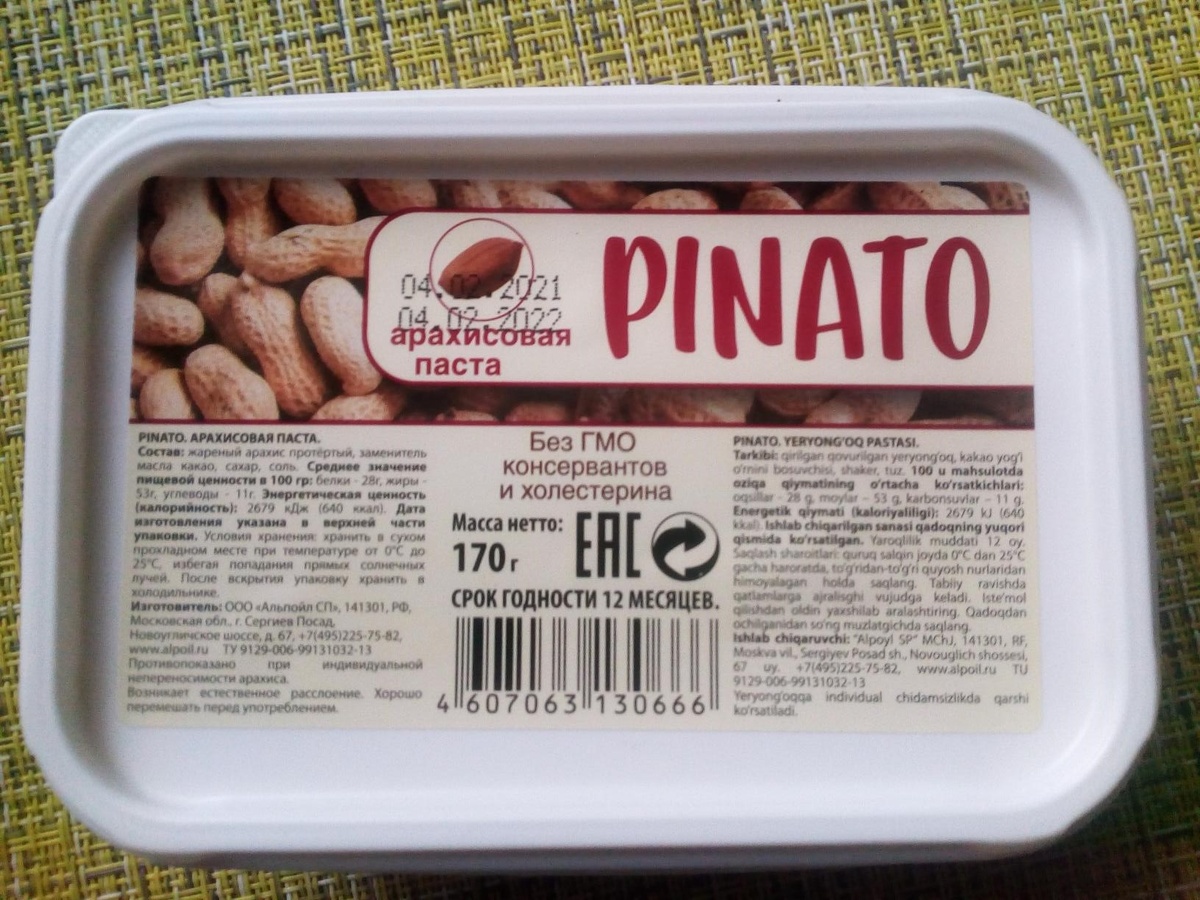 04.02.2021
04.02.2022
арахисовая
паста
PINATO
PINATO. АРАХИСОВАЯ ПАСТА.
Состав: жареный арахис протёртый, заменитель
масла какао, сахар, соль. Среднее значение
пищевой ценности в 100 гр: белки - 28г, жиры -
53г, углеводы - 11г. Энергетическая ценность
(калорийность): 2679 кДж (640 ккал). Дата
изготовления указана в верхней части
упаковки. Условия хранения: хранить в сухом
прохладном месте при температуре от 0°C до
25°C, избегая попадания прямых солнечных
лучей. После вскрытия упаковку хранить в
холодильнике.
Изготовитель: ООО «Альпойл СП», 141301, РФ,
Московская обл., г. Сергиев Посад,
Новоугличское шоссе, д. 67, +7(495)225-75-82,
www.alpoil.ru ТУ 9129-006-99131032-13
Противопоказано при индивидуальной
непереносимости арахиса.
Возникает естественное расслоение. Хорошо
перемешать перед употреблением.
Без ГМО
консервантов
и холестерина
Масса нетто:
170 г
EAC
СРОК ГОДНОСТИ 12 МЕСЯЦЕВ.
4 607063 130666
PINATO. YERYONG'OQ PASTASI.
Tarkibi: qirilgan qovurilgan yeryong'oq, kakao yog'i
o'rnini bosuvchisi, shaker, tuz. 100 u mahsulotda
oziqa qiymatining o'rtacha ko'rsatkichlari:
oqsillar - 28 g, moylar – 53 g, karbonsuvlar – 11 g.
Energetik qiymati (kaloriyaliligi): 2679 kJ (640
kkal). Ishlab chiqarilgan sanasi qadoqning yuqori
qismida ko'rsatilgan. Yaroqlilik muddati 12 oy.
Saqlash sharoitlari: quruq salqin joyda 0°C dan 25°C
gacha haroratda, to'g'ridan-to'g'ri quyosh nurlaridan
himoyalagan holda saqlang. Tabiiy ravishda
qatlamlarga ajralishi vujudga keladi. Iste'mol
qilishdan oldin yaxshilab aralashtiring. Qadoqdan
ochilganidan so'ng muzlatgichda saqlang.
Ishlab chiqaruvchi: "Alpoyl SP" MChJ, 141301, RF,
Moskva vil., Sergiyev Posad sh., Novouglich shossesi,
67 uy. +7(495)225-75-82, www.alpoil.ru TU
9129-006-99131032-13
Yeryong'oqqa individual chidamsizlikda qarshi
ko'rsatiladi.